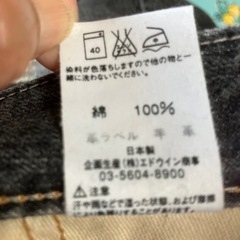 40
染料が色落ちしますので他の物と一
緒に洗わないでください。
綿 100%
革ラベル 牛 革
日本製
企画生産(株)エドウイン商事
03-5604-8900
⚠注意
汗や雨などで湿った状態、および摩擦